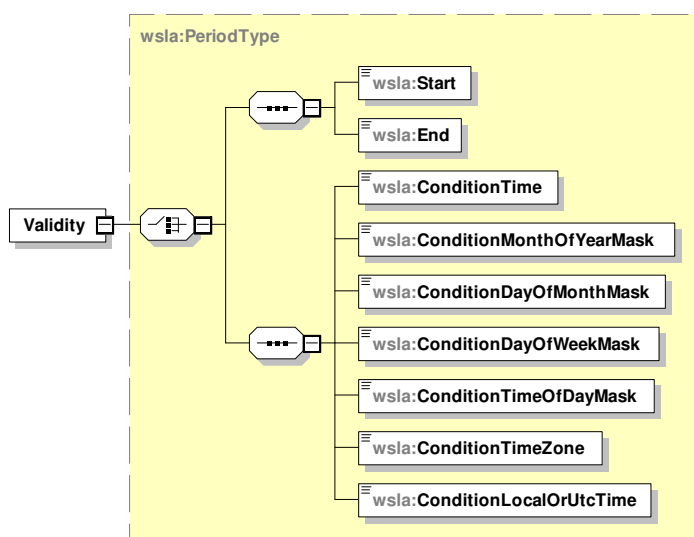 wsla:PeriodType
wsla:Start
wsla:End
Validity
wsla:ConditionTime
wsla:ConditionMonthOfYearMask
wsla:ConditionDayOfMonthMask
wsla:ConditionDayOfWeekMask
wsla:ConditionTimeOfDayMask
wsla:ConditionTimeZone
wsla:ConditionLocalOrUtcTime